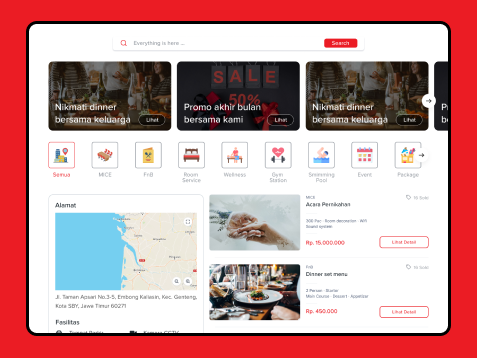 Everything is here ...
Search
SALE
50%
Nikmati dinner
bersama keluarga
Lihat
Promo akhir bulan
bersama kami
Lihat
Nikmati dinner
bersama keluarga
Lihat
P
b
Semua
MICE
FnB
Room
Service
Wellness
Gym
Station
Swimming
Pool
Event
Package
Alamat
Jl. Taman Apsari No.3-5, Embong Kaliasin, Kec. Genteng,
Kota SBY, Jawa Timur 60271
Fasilitas
MICE
Acara Pernikahan
300 Pax · Room decoration · Wifi
Sound system
Rp. 15.000.000
16 Sold
Lihat Detail
FnB
Dinner set menu
2 Person · Starter
Main Course · Dessert · Appetizer
Rp. 450.000
16 Sold
Lihat Detail